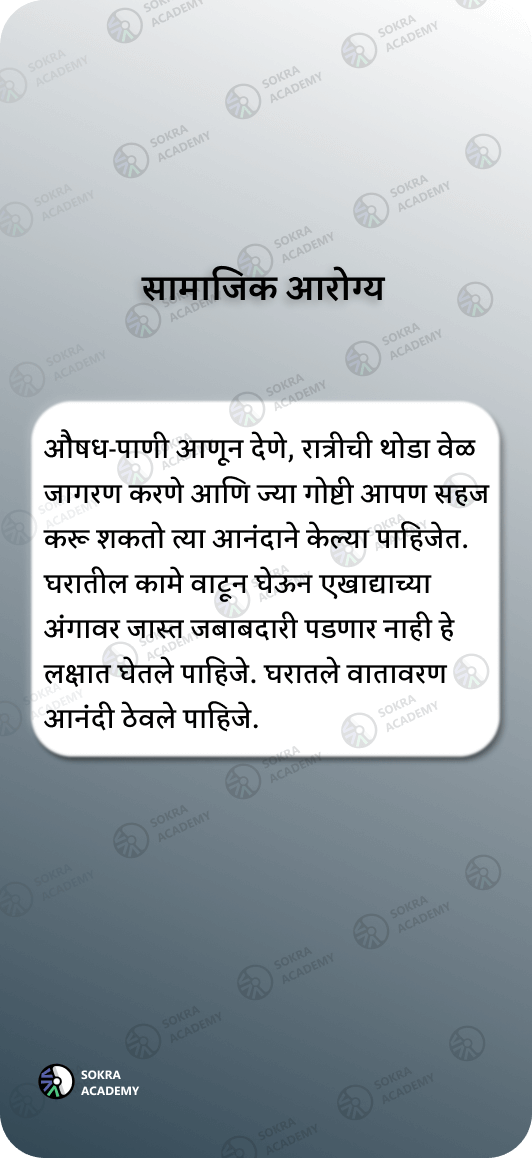 सामाजिक आरोग्य
औषध-पाणी आणून देणे, रात्रीची थोडा वेळ
जागरण करणे आणि ज्या गोष्टी आपण सहज
करू शकतो त्या आनंदाने केल्या पाहिजेत.
घरातील कामे वाटून घेऊन एखाद्याच्या
अंगावर जास्त जबाबदारी पडणार नाही हे
लक्षात घेतले पाहिजे. घरातले वातावरण
आनंदी ठेवले पाहिजे.
SOKRA
ACADEMY